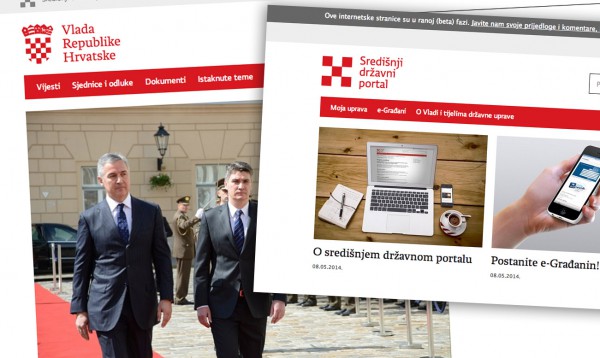 Vlada
Republike
Hrvatske
Vijesti Sjednice i odluke Dokumenti Istaknute teme
Ove internetske stranice su u ranoj (beta) fazi. Javite nam svoje prijedloge i komentare.
Središnji
državni
portal
Moja uprava e-Građani O Vladi i tijelima državne uprave
O središnjem državnom portalu
08.05.2014.
Postanite e-Građanin!
08.05.2014.